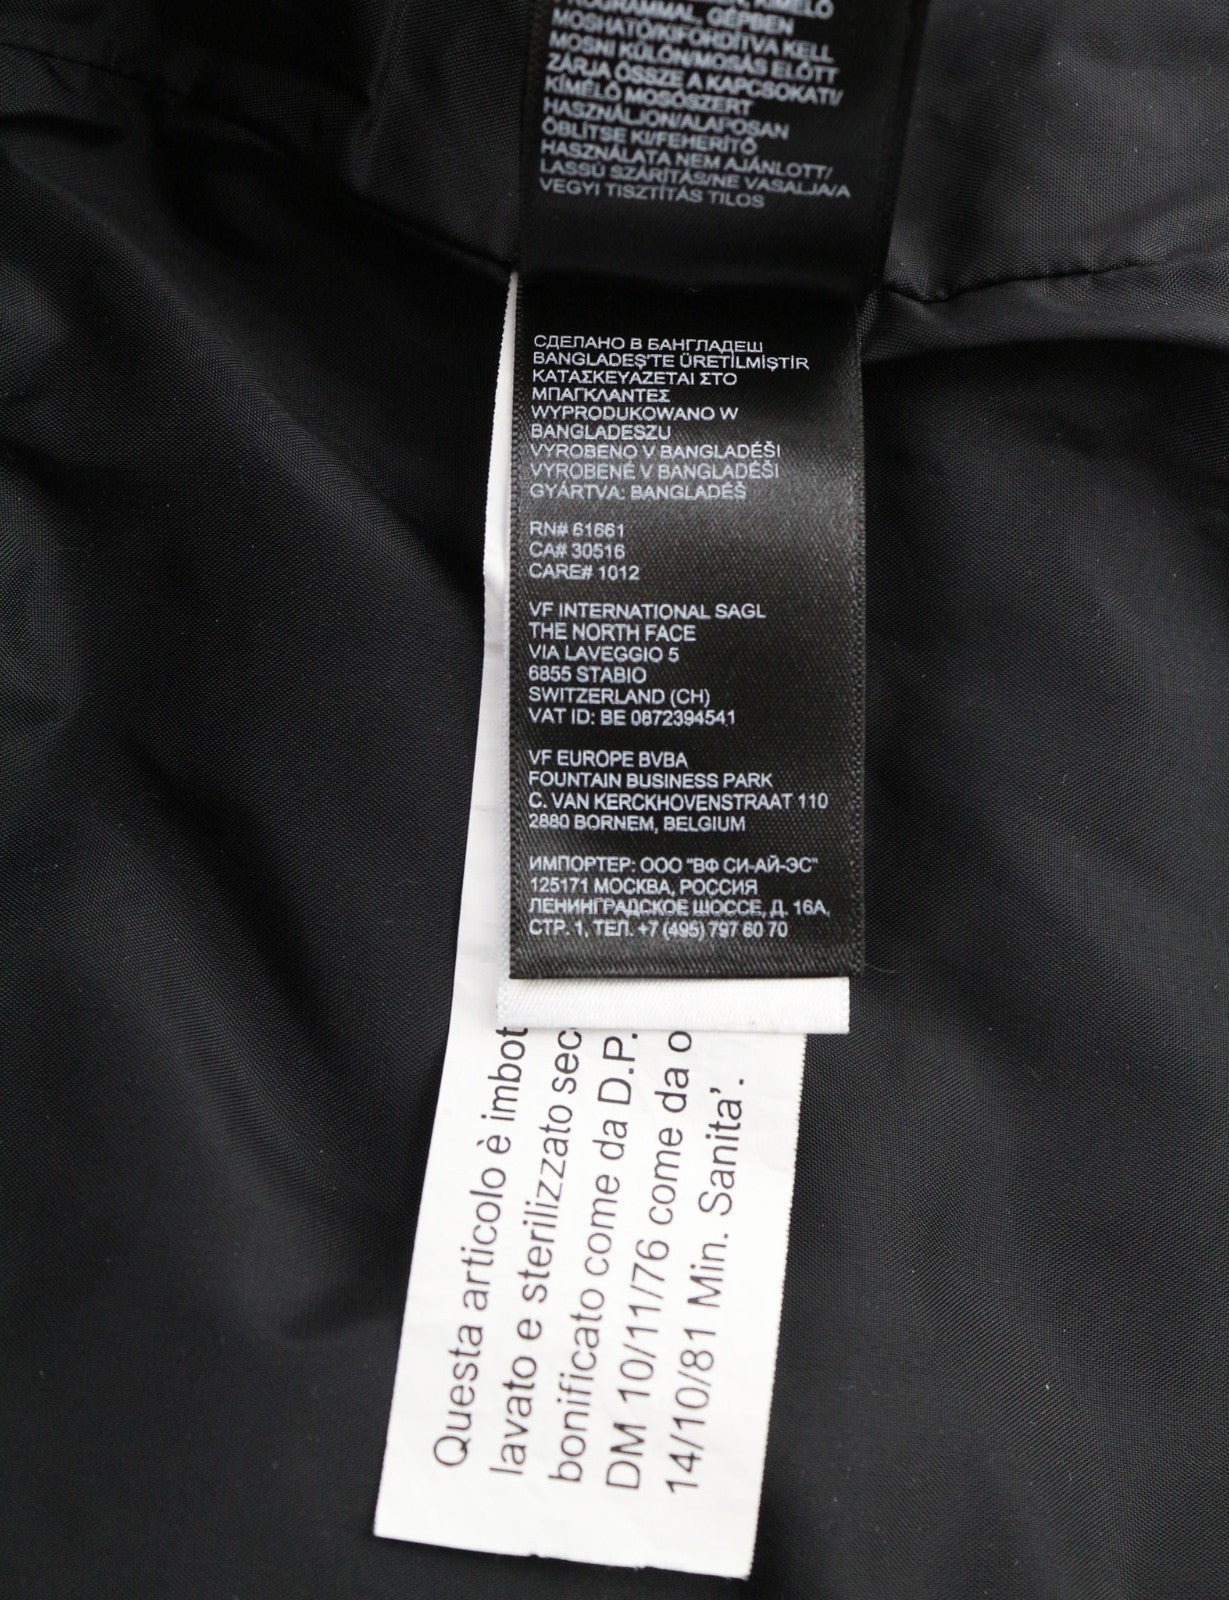 PROGRAMMAL, GÉPBEN
MOSHATÓ/KIFORDÍTVA KELL
MOSNI KÜLÖN/MOSÁS ELŐTT
ZÁRJA ÖSSZE A KAPCSOKATI/
KÍMÉLŐ MOSÓSZERT
HASZNÁLJON/ALAPOSAN
ÖBLÍTSE KI/FEHERÍTŐ
HASZNÁLATA NEM AJÁNLOTT/
LASSÚ SZÁRÍTÁS/NE VASALJA/A
VEGYI TISZTÍTÁS TILOS
СДЕЛАНО В БАНГЛАДЕШ
BANGLADEŞ'TE ÜRETİLMİŞTİR
ΚΑΤΑΣΚΕΥΑΖΕΤΑΙ ΣΤΟ
ΜΠΑΓΚΛΑΝΤΕΣ
WYPRODUKOWANO W
BANGLADESZU
VYROBENO V BANGLADÉŠI
VYROBENÉ V BANGLADÉŠI
GYÁRTVA: BANGLADÉŠ
RN# 61661
CA# 30516
CARE# 1012
VF INTERNATIONAL SAGL
THE NORTH FACE
VIA LAVEGGIO 5
6855 STABIO
SWITZERLAND (CH)
VAT ID: BE 0872394541
VF EUROPE BVBA
FOUNTAIN BUSINESS PARK
C. VAN KERCKHOVENSTRAAT 110
2880 BORNEM, BELGIUM
ИМПОРТЕР: ООО "ВФ СИ-АЙ-ЭС"
125171 МОСКВА, РОССИЯ
ЛЕНИНГРАДСКОЕ ШОССЕ, Д. 16А,
СТР. 1, ТЕЛ. +7 (495) 797 60 70
Questa articolo è imbot
lavato e sterilizzato sec
bonificato come da D.P.
DM 10/11/76 come da o
14/10/81 Min. Sanita'.